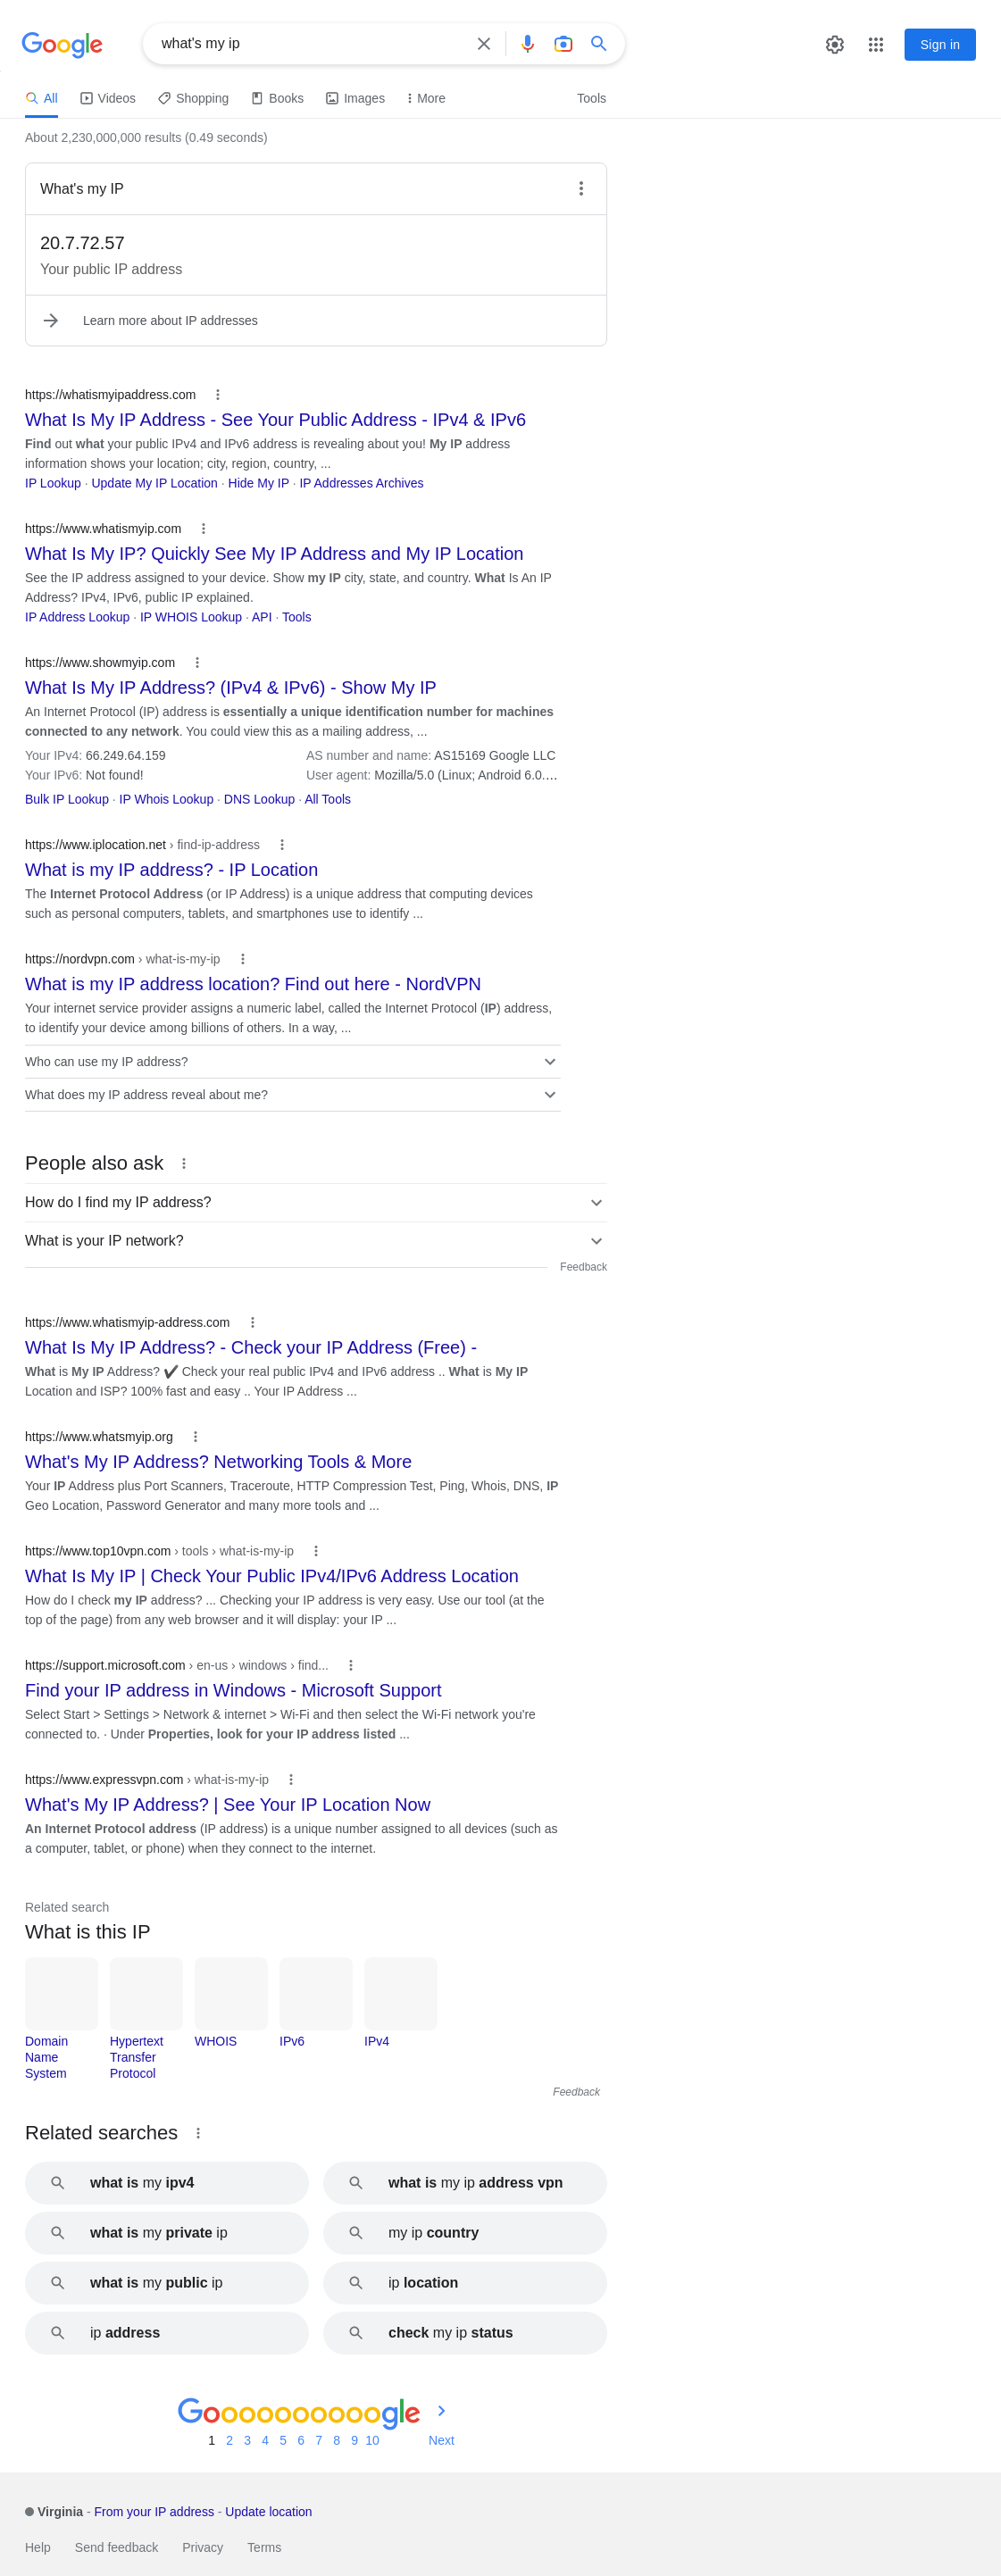 Google
what's my ip
Sign in
All Videos Shopping Books Images More Tools
About 2,230,000,000 results (0.49 seconds)
What's my IP
20.7.72.57
Your public IP address
Learn more about IP addresses
https://whatismyipaddress.com
What Is My IP Address - See Your Public Address - IPv4 & IPv6
Find out what your public IPv4 and IPv6 address is revealing about you! My IP address
information shows your location; city, region, country, ...
IP Lookup · Update My IP Location · Hide My IP · IP Addresses Archives
https://www.whatismyip.com
What Is My IP? Quickly See My IP Address and My IP Location
See the IP address assigned to your device. Show my IP city, state, and country. What Is An IP
Address? IPv4, IPv6, public IP explained.
IP Address Lookup · IP WHOIS Lookup · API · Tools
https://www.showmyip.com
What Is My IP Address? (IPv4 & IPv6) - Show My IP
An Internet Protocol (IP) address is essentially a unique identification number for machines
connected to any network. You could view this as a mailing address, ...
Your IPv4: 66.249.64.159 AS number and name: AS15169 Google LLC
Your IPv6: Not found! User agent: Mozilla/5.0 (Linux; Android 6.0....
Bulk IP Lookup · IP Whois Lookup · DNS Lookup · All Tools
https://www.iplocation.net › find-ip-address
What is my IP address? - IP Location
The Internet Protocol Address (or IP Address) is a unique address that computing devices
such as personal computers, tablets, and smartphones use to identify ...
https://nordvpn.com › what-is-my-ip
What is my IP address location? Find out here - NordVPN
Your internet service provider assigns a numeric label, called the Internet Protocol (IP) address,
to identify your device among billions of others. In a way, ...
Who can use my IP address?
What does my IP address reveal about me?
People also ask
How do I find my IP address?
What is your IP network?
Feedback
https://www.whatismyip-address.com
What Is My IP Address? - Check your IP Address (Free) -
What is My IP Address? ✔ Check your real public IPv4 and IPv6 address .. What is My IP
Location and ISP? 100% fast and easy .. Your IP Address ...
https://www.whatsmyip.org
What's My IP Address? Networking Tools & More
Your IP Address plus Port Scanners, Traceroute, HTTP Compression Test, Ping, Whois, DNS, IP
Geo Location, Password Generator and many more tools and ...
https://www.top10vpn.com › tools › what-is-my-ip
What Is My IP | Check Your Public IPv4/IPv6 Address Location
How do I check my IP address? ... Checking your IP address is very easy. Use our tool (at the
top of the page) from any web browser and it will display: your IP ...
https://support.microsoft.com › en-us › windows › find...
Find your IP address in Windows - Microsoft Support
Select Start > Settings > Network & internet > Wi-Fi and then select the Wi-Fi network you're
connected to. · Under Properties, look for your IP address listed ...
https://www.expressvpn.com › what-is-my-ip
What's My IP Address? | See Your IP Location Now
An Internet Protocol address (IP address) is a unique number assigned to all devices (such as
a computer, tablet, or phone) when they connect to the internet.
Related search
What is this IP
Domain Name System
Hypertext Transfer Protocol
WHOIS
IPv6
IPv4
Feedback
Related searches
what is my ipv4
what is my ip address vpn
what is my private ip
my ip country
what is my public ip
ip location
ip address
check my ip status
Goooooooooogle
1 2 3 4 5 6 7 8 9 10 Next
Virginia - From your IP address - Update location
Help Send feedback Privacy Terms